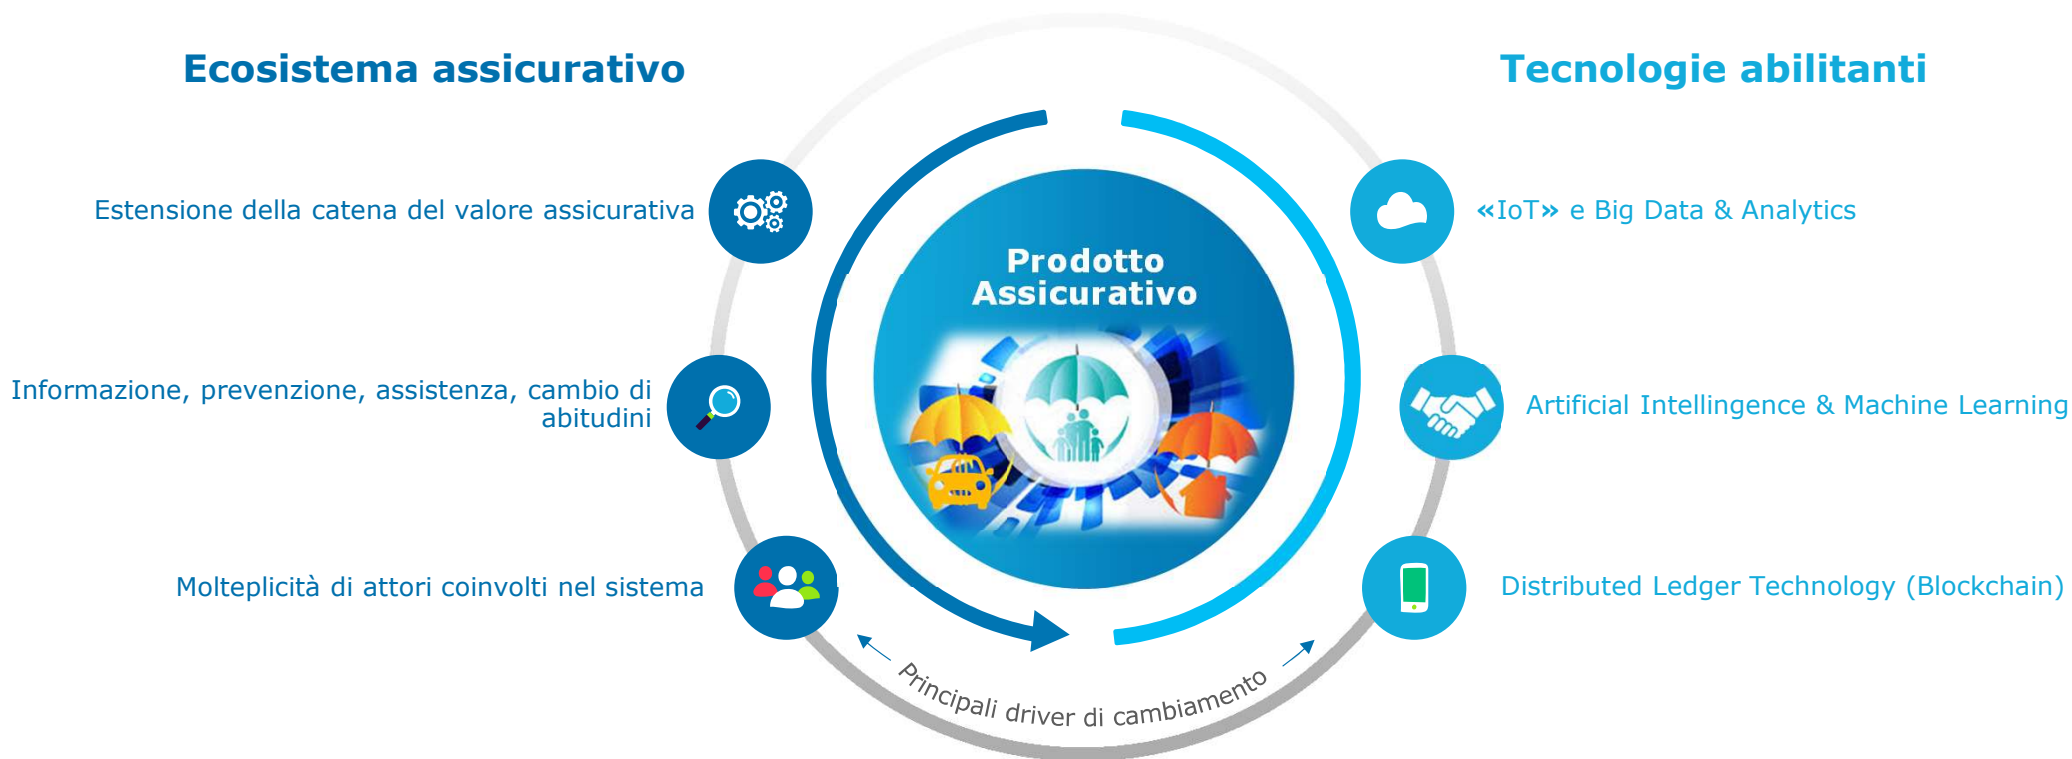 Ecosistema assicurativo
Estensione della catena del valore assicurativa
Informazione, prevenzione, assistenza, cambio di
abitudini
Molteplicità di attori coinvolti nel sistema
Prodotto
Assicurativo
Principali driver di cambiamento
Tecnologie abilitanti
«IoT» e Big Data & Analytics
Artificial Intellingence & Machine Learning
Distributed Ledger Technology (Blockchain)